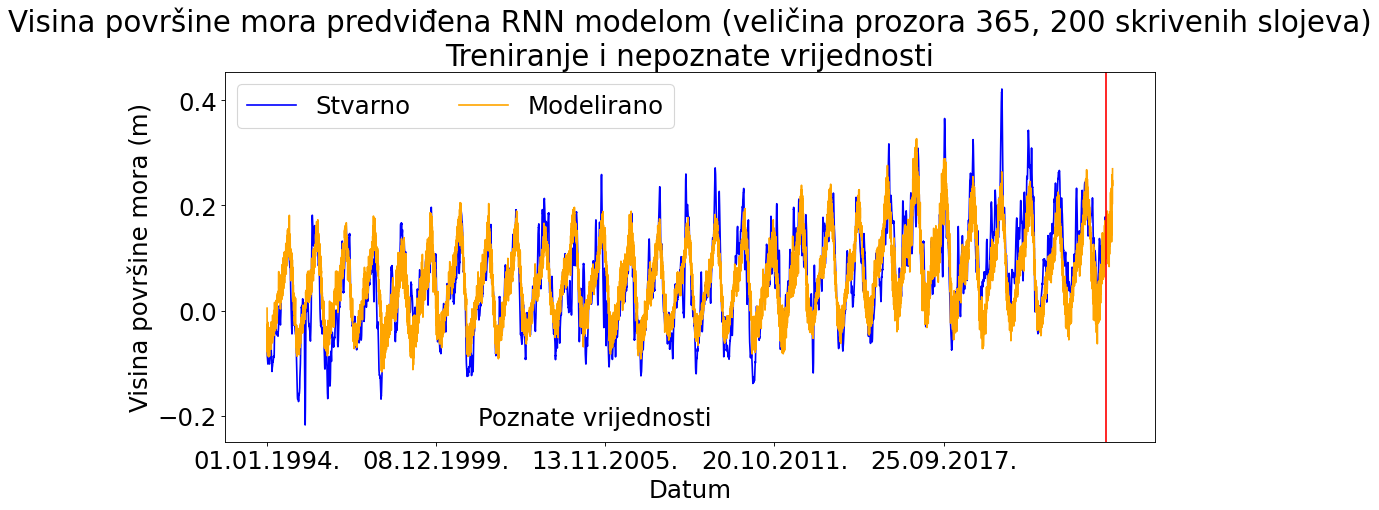 Visina površine mora predviđena RNN modelom (veličina prozora 365, 200 skrivenih slojeva)
Treniranje i nepoznate vrijednosti
Stvarno
Modelirano
Visina površine mora (m)
0.4
0.2
0.0
−0.2
Poznate vrijednosti
01.01.1994. 08.12.1999. 13.11.2005. 20.10.2011. 25.09.2017.
Datum